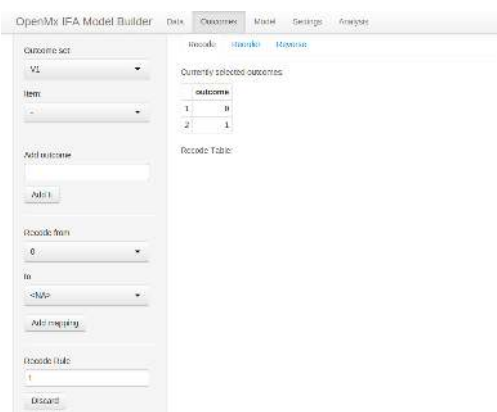 OpenMx IFA Model Builder Data Outcomes Model Settings Analysis
Recode Reorder Reverse
Outcome set
V1
Currently selected outcomes:
outcome
1 0
2 1
Item:
-
Recode Table:
Add outcome
Add it
Recode from
0
to
<NA>
Add mapping
Recode Rule
1
Discard